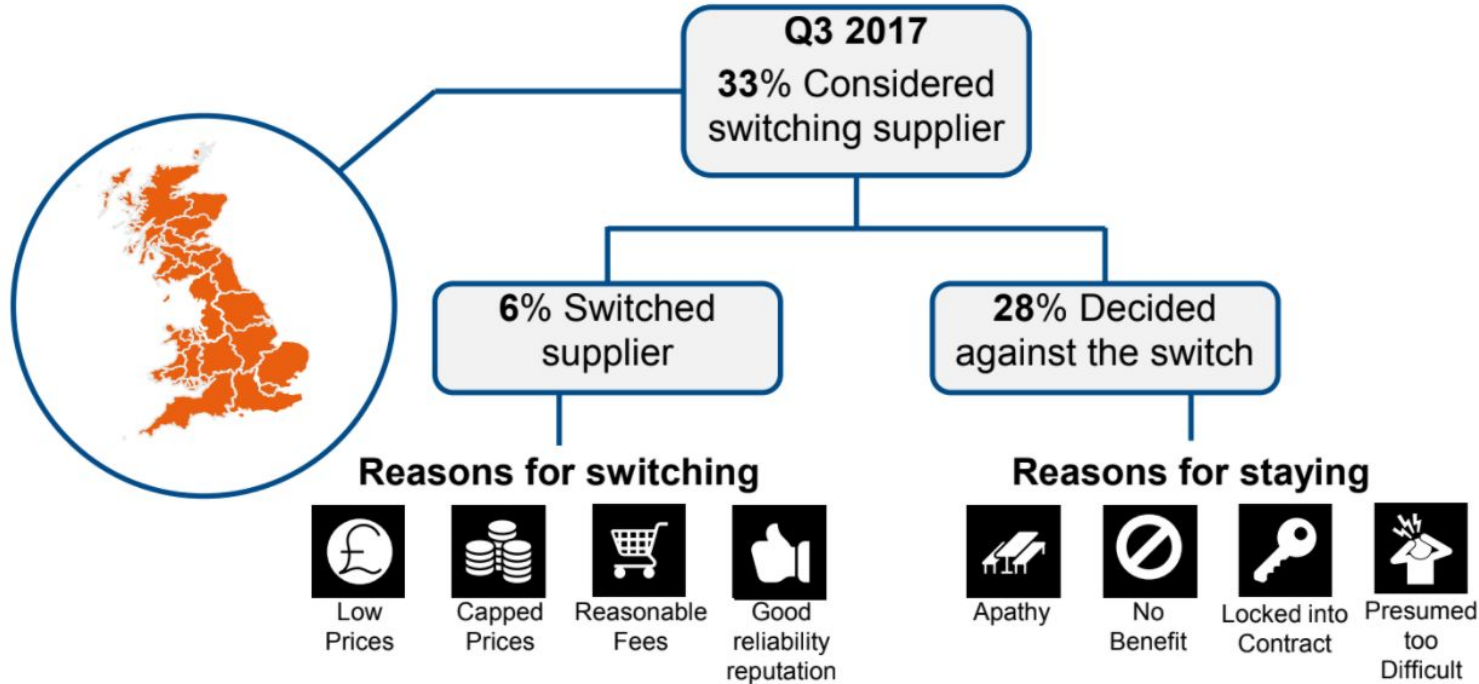 Q3 2017
33% Considered
switching supplier
6% Switched
supplier
28% Decided
against the switch
Reasons for switching
£
Low
Prices
Capped
Prices
Reasonable
Fees
Good
reliability
reputation
Reasons for staying
Apathy
No
Benefit
Locked into
Contract
Presumed
too
Difficult